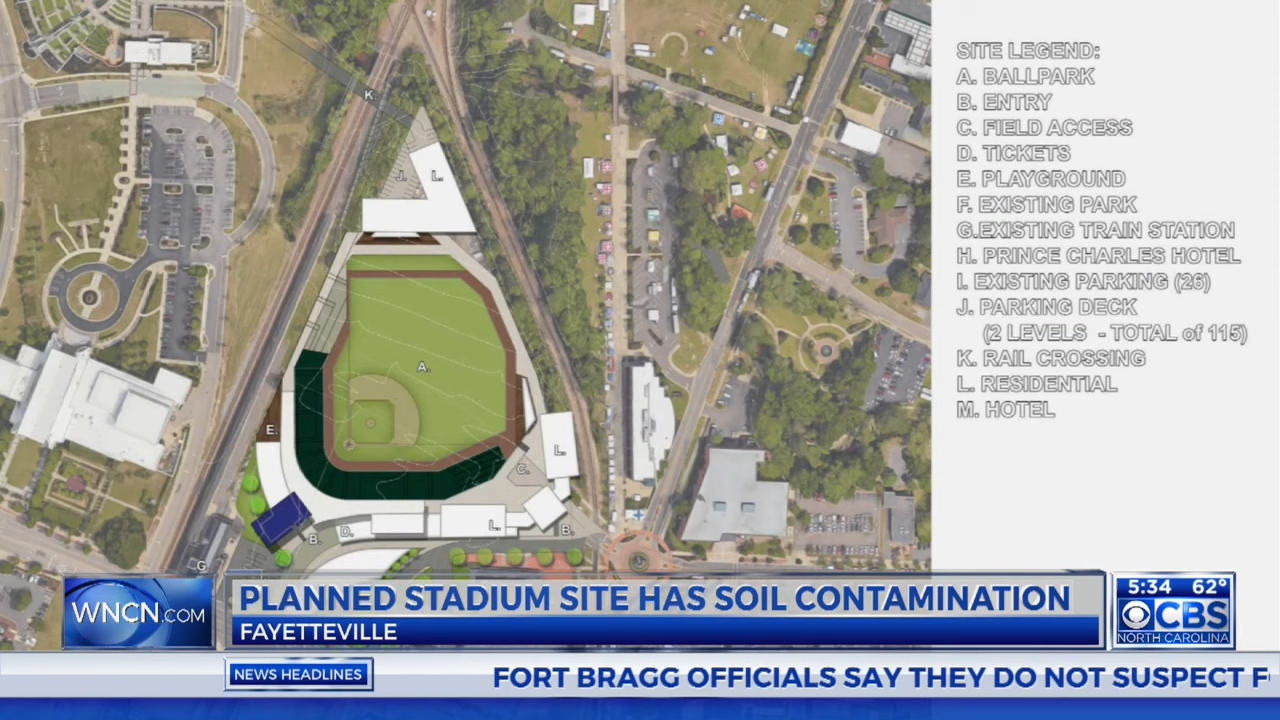 SITE LEGEND:
A. BALLPARK
B. ENTRY
C. FIELD ACCESS
D. TICKETS
E. PLAYGROUND
F. EXISTING PARK
G.EXISTING TRAIN STATION
H. PRINCE CHARLES HOTEL
I. EXISTING PARKING (26)
J. PARKING DECK
(2 LEVELS - TOTAL of 115)
K. RAIL CROSSING
L. RESIDENTIAL
M. HOTEL
K.
J.
L.
A.
E.
L.
C.
D.
L.
B.
B.
G.
WNCN.COM
PLANNED STADIUM SITE HAS SOIL CONTAMINATION
FAYETTEVILLE
5:34 62°
CBS
NORTH CAROLINA
NEWS HEADLINES
FORT BRAGG OFFICIALS SAY THEY DO NOT SUSPECT F